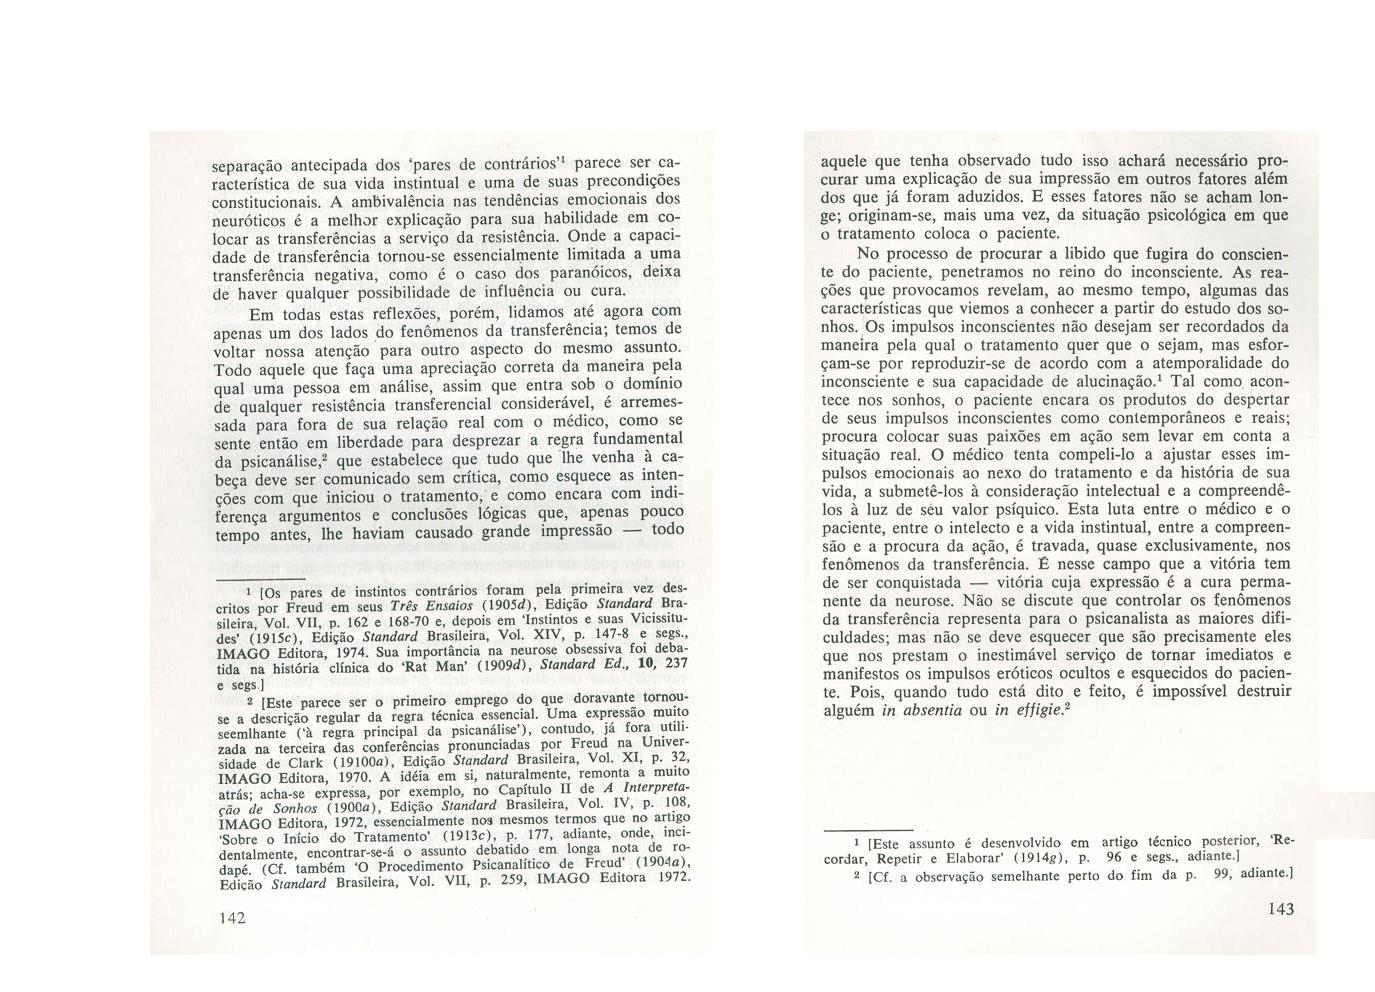 separação antecipada dos ‘pares de contrários’¹ parece ser ca-
racterística de sua vida instintual e uma de suas precondições
constitucionais. A ambivalência nas tendências emocionais dos
neuróticos é a melhor explicação para sua habilidade em co-
locar as transferências a serviço da resistência. Onde a capaci-
dade de transferência tornou-se essencialmente limitada a uma
transferência negativa, como é o caso dos paranóicos, deixa
de haver qualquer possibilidade de influência ou cura.
Em todas estas reflexões, porém, lidamos até agora com
apenas um dos lados do fenômenos da transferência; temos de
voltar nossa atenção para outro aspecto do mesmo assunto.
Todo aquele que faça uma apreciação correta da maneira pela
qual uma pessoa em análise, assim que entra sob o domínio
de qualquer resistência transferencial considerável, é arremes-
sada para fora de sua relação real com o médico, como se
sente então em liberdade para desprezar a regra fundamental
da psicanálise,² que estabelece que tudo que lhe venha à ca-
beça deve ser comunicado sem crítica, como esquece as inten-
ções com que iniciou o tratamento, e como encara com indi-
ferença argumentos e conclusões lógicas que, apenas pouco
tempo antes, lhe haviam causado grande impressão — todo
¹ [Os pares de instintos contrários foram pela primeira vez des-
critos por Freud em seus Três Ensaios (1905d), Edição Standard Bra-
sileira, Vol. VII, p. 162 e 168-70 e, depois em ‘Instintos e suas Vicissitu-
des’ (1915c), Edição Standard Brasileira, Vol. XIV, p. 147-8 e segs.,
IMAGO Editora, 1974. Sua importância na neurose obsessiva foi deba-
tida na história clínica do ‘Rat Man’ (1909d), Standard Ed., 10, 237
e segs.]
² [Este parece ser o primeiro emprego do que doravante tornou-
se a descrição regular da regra técnica essencial. Uma expressão muito
seemlhante (‘à regra principal da psicanálise’), contudo, já fora utili-
zada na terceira das conferências pronunciadas por Freud na Univer-
sidade de Clark (19100a), Edição Standard Brasileira, Vol. XI, p. 32,
IMAGO Editora, 1970. A idéia em si, naturalmente, remonta a muito
atrás; acha-se expressa, por exemplo, no Capítulo II de A Interpreta-
ção de Sonhos (1900a), Edição Standard Brasileira, Vol. IV, p. 108,
IMAGO Editora, 1972, essencialmente nos mesmos termos que no artigo
‘Sobre o Início do Tratamento’ (1913c), p. 177, adiante, onde, inci-
dentalmente, encontrar-se-á o assunto debatido em longa nota de ro-
dapé. (Cf. também ‘O Procedimento Psicanalítico de Freud’ (1904a),
Edição Standard Brasileira, Vol. VII, p. 259, IMAGO Editora 1972.
142
aquele que tenha observado tudo isso achará necessário pro-
curar uma explicação de sua impressão em outros fatores além
dos que já foram aduzidos. E esses fatores não se acham lon-
ge; originam-se, mais uma vez, da situação psicológica em que
o tratamento coloca o paciente.
No processo de procurar a libido que fugira do conscien-
te do paciente, penetramos no reino do inconsciente. As rea-
ções que provocamos revelam, ao mesmo tempo, algumas das
características que viemos a conhecer a partir do estudo dos so-
nhos. Os impulsos inconscientes não desejam ser recordados da
maneira pela qual o tratamento quer que o sejam, mas esfor-
çam-se por reproduzir-se de acordo com a atemporalidade do
inconsciente e sua capacidade de alucinação.¹ Tal como acon-
tece nos sonhos, o paciente encara os produtos do despertar
de seus impulsos inconscientes como contemporâneos e reais;
procura colocar suas paixões em ação sem levar em conta a
situação real. O médico tenta compeli-lo a ajustar esses im-
pulsos emocionais ao nexo do tratamento e da história de sua
vida, a submetê-los à consideração intelectual e a compreendê-
los à luz de seu valor psíquico. Esta luta entre o médico e o
paciente, entre o intelecto e a vida instintual, entre a compreen-
são e a procura da ação, é travada, quase exclusivamente, nos
fenômenos da transferência. É nesse campo que a vitória tem
de ser conquistada — vitória cuja expressão é a cura perma-
nente da neurose. Não se discute que controlar os fenômenos
da transferência representa para o psicanalista as maiores difi-
culdades; mas não se deve esquecer que são precisamente eles
que nos prestam o inestimável serviço de tornar imediatos e
manifestos os impulsos eróticos ocultos e esquecidos do pacien-
te. Pois, quando tudo está dito e feito, é impossível destruir
alguém in absentia ou in effigie.²
¹ [Este assunto é desenvolvido em artigo técnico posterior, ‘Re-
cordar, Repetir e Elaborar’ (1914g), p. 96 e segs., adiante.]
² [Cf. a observação semelhante perto do fim da p. 99, adiante.]
143